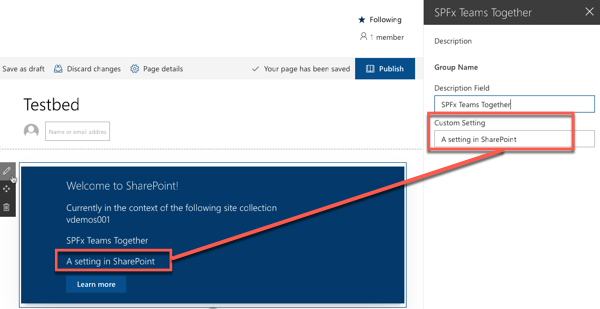 Following
1 member
Save as draft
Discard changes
Page details
Your page has been saved
Publish
Testbed
Name or email addres
Welcome to SharePoint!
Currently in the context of the following site collection
vdemos001
SPFx Teams Together
A setting in SharePoint
Learn more
SPFx Teams Together
Description
Group Name
Description Field
SPFx Teams Together
Custom Setting
A setting in SharePoint